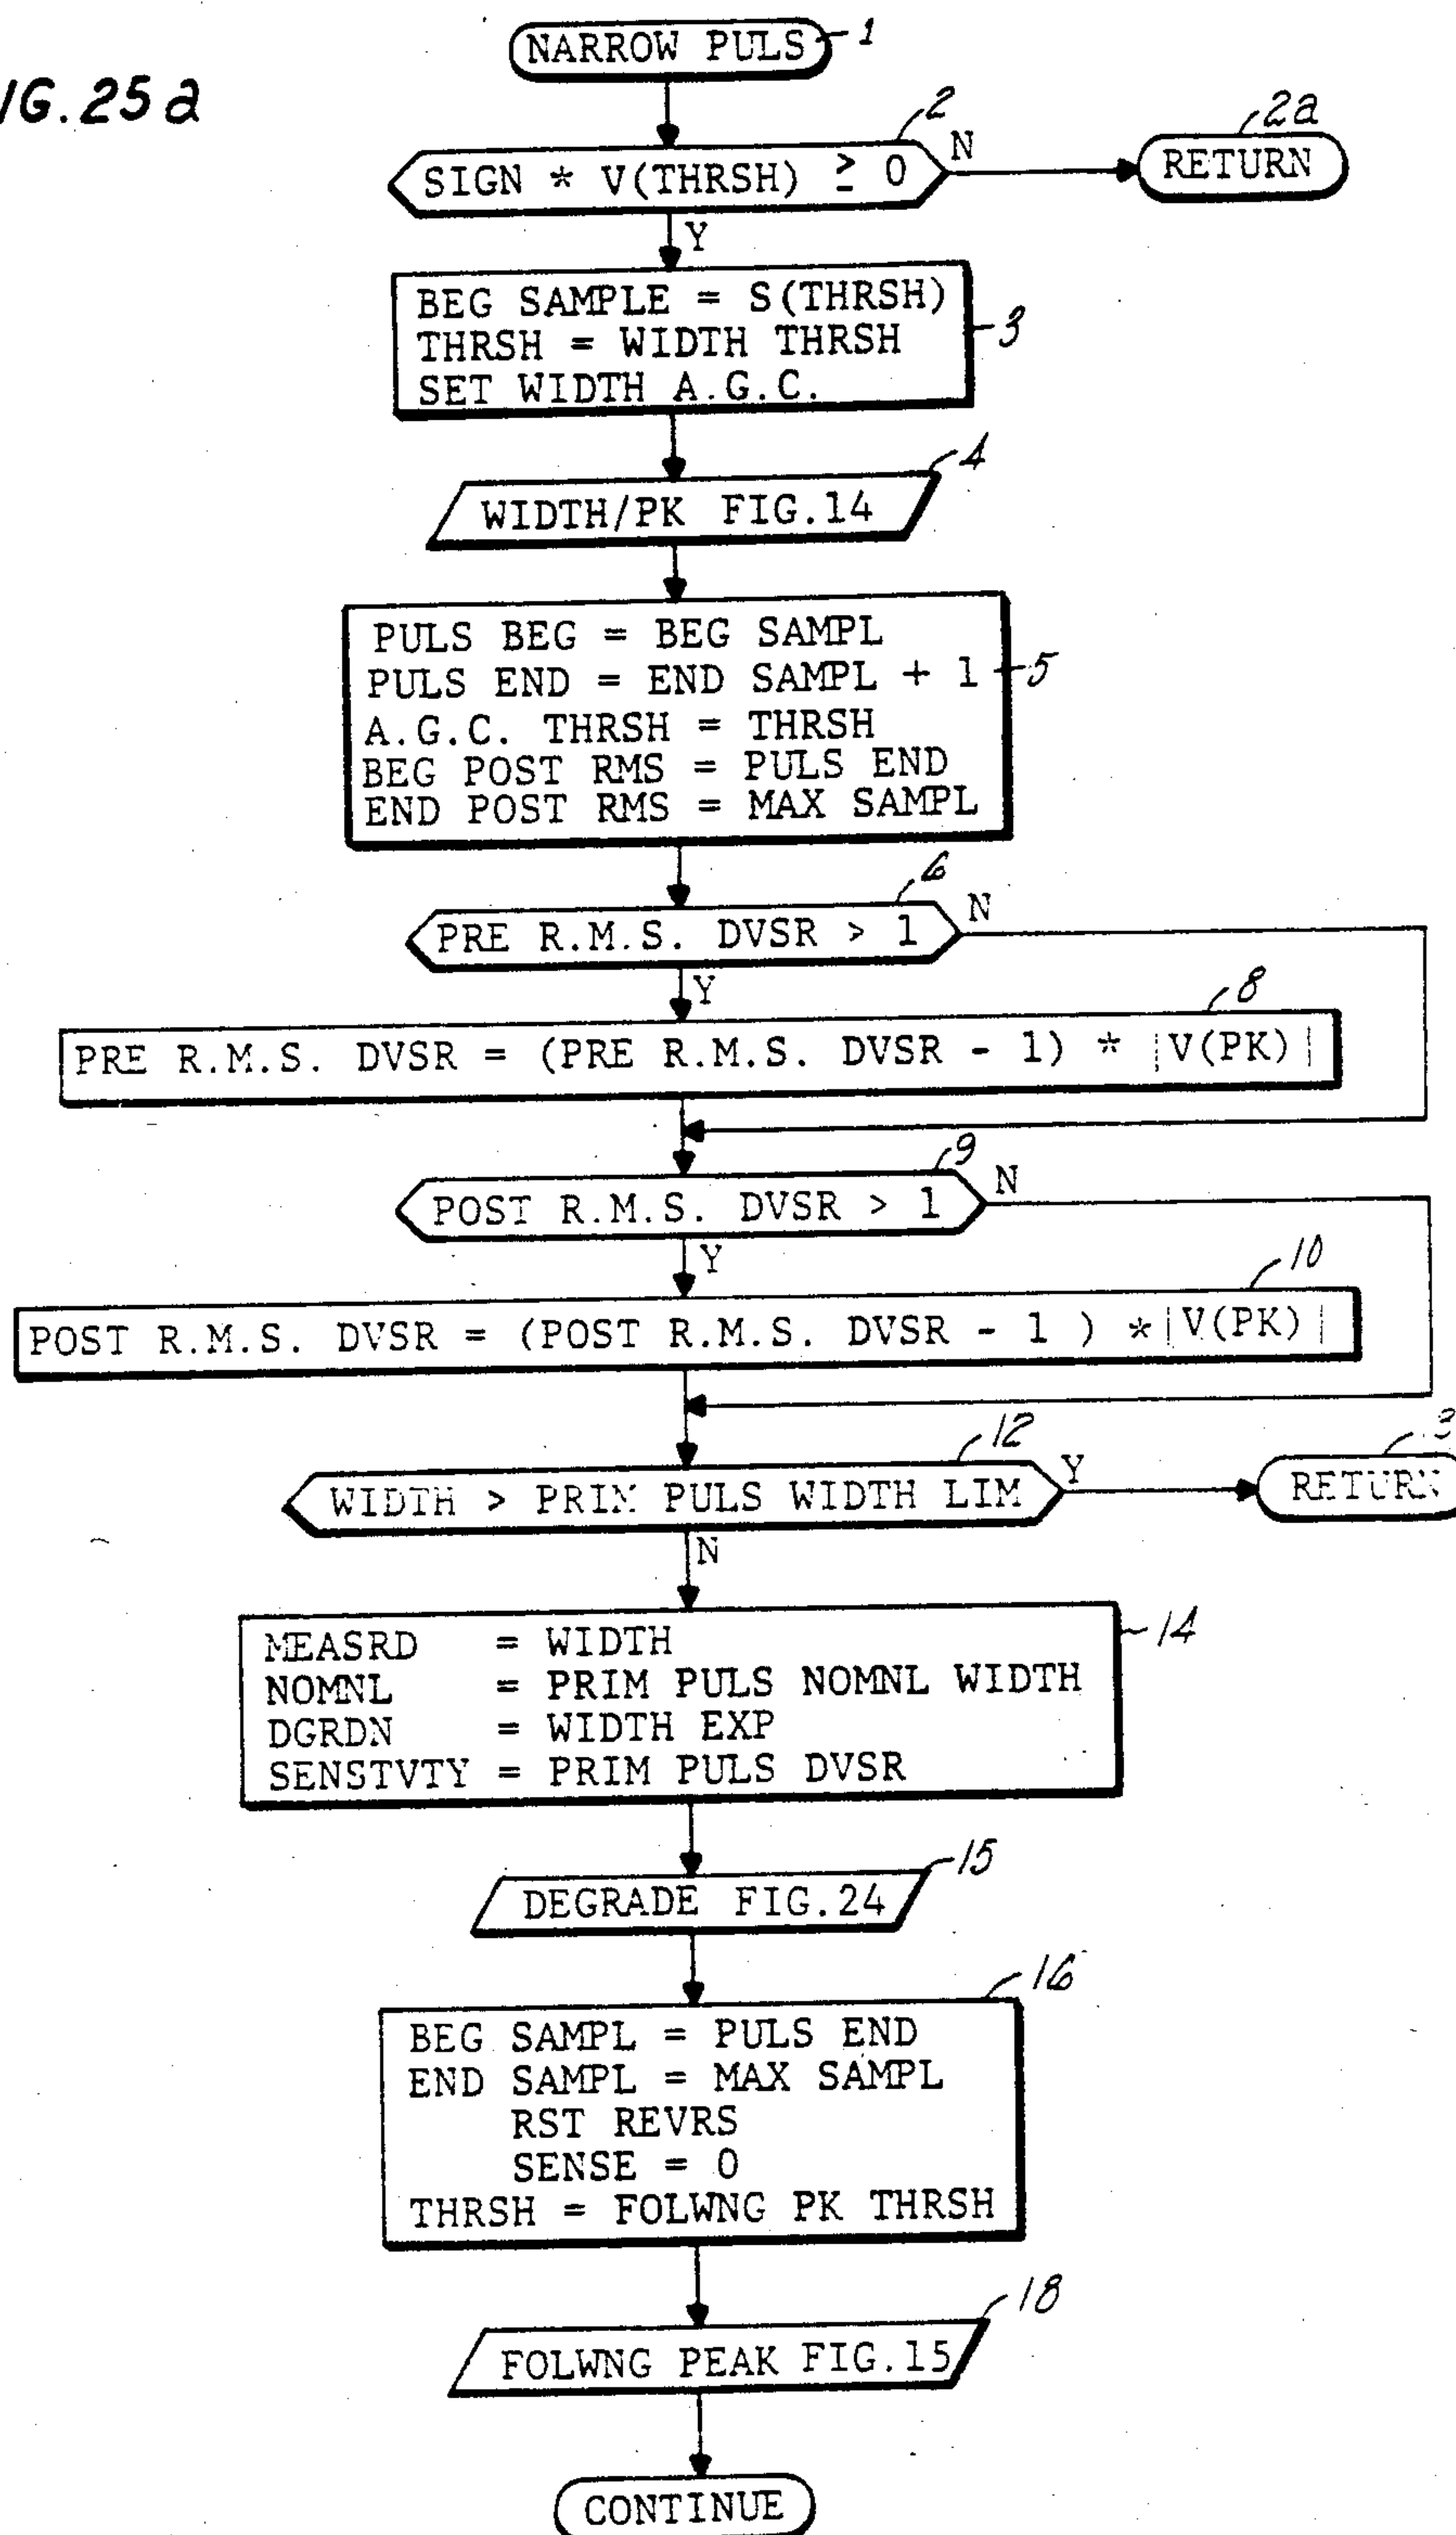 IG. 25a
NARROW PULS 1
2
SIGN * V(THRSH) ≥ 0 N
2a
RETURN
Y
BEG SAMPLE = S(THRSH)
THRSH = WIDTH THRSH
SET WIDTH A.G.C.
3
4
WIDTH/PK FIG.14
PULS BEG = BEG SAMPL
PULS END = END SAMPL + 1
A.G.C. THRSH = THRSH
BEG POST RMS = PULS END
END POST RMS = MAX SAMPL
5
6
PRE R.M.S. DVSR > 1 N
Y
8
PRE R.M.S. DVSR = (PRE R.M.S. DVSR - 1) * |V(PK)|
9
POST R.M.S. DVSR > 1 N
Y
10
POST R.M.S. DVSR = (POST R.M.S. DVSR - 1 ) * |V(PK)|
12
WIDTH > PRIM PULS WIDTH LIM Y
RETURN
N
MEASRD = WIDTH
NOMNL = PRIM PULS NOMNL WIDTH
DGRDN = WIDTH EXP
SENSTVTY = PRIM PULS DVSR
14
15
DEGRADE FIG.24
16
BEG SAMPL = PULS END
END SAMPL = MAX SAMPL
RST REVRS
SENSE = 0
THRSH = FOLWNG PK THRSH
18
FOLWNG PEAK FIG.15
CONTINUE